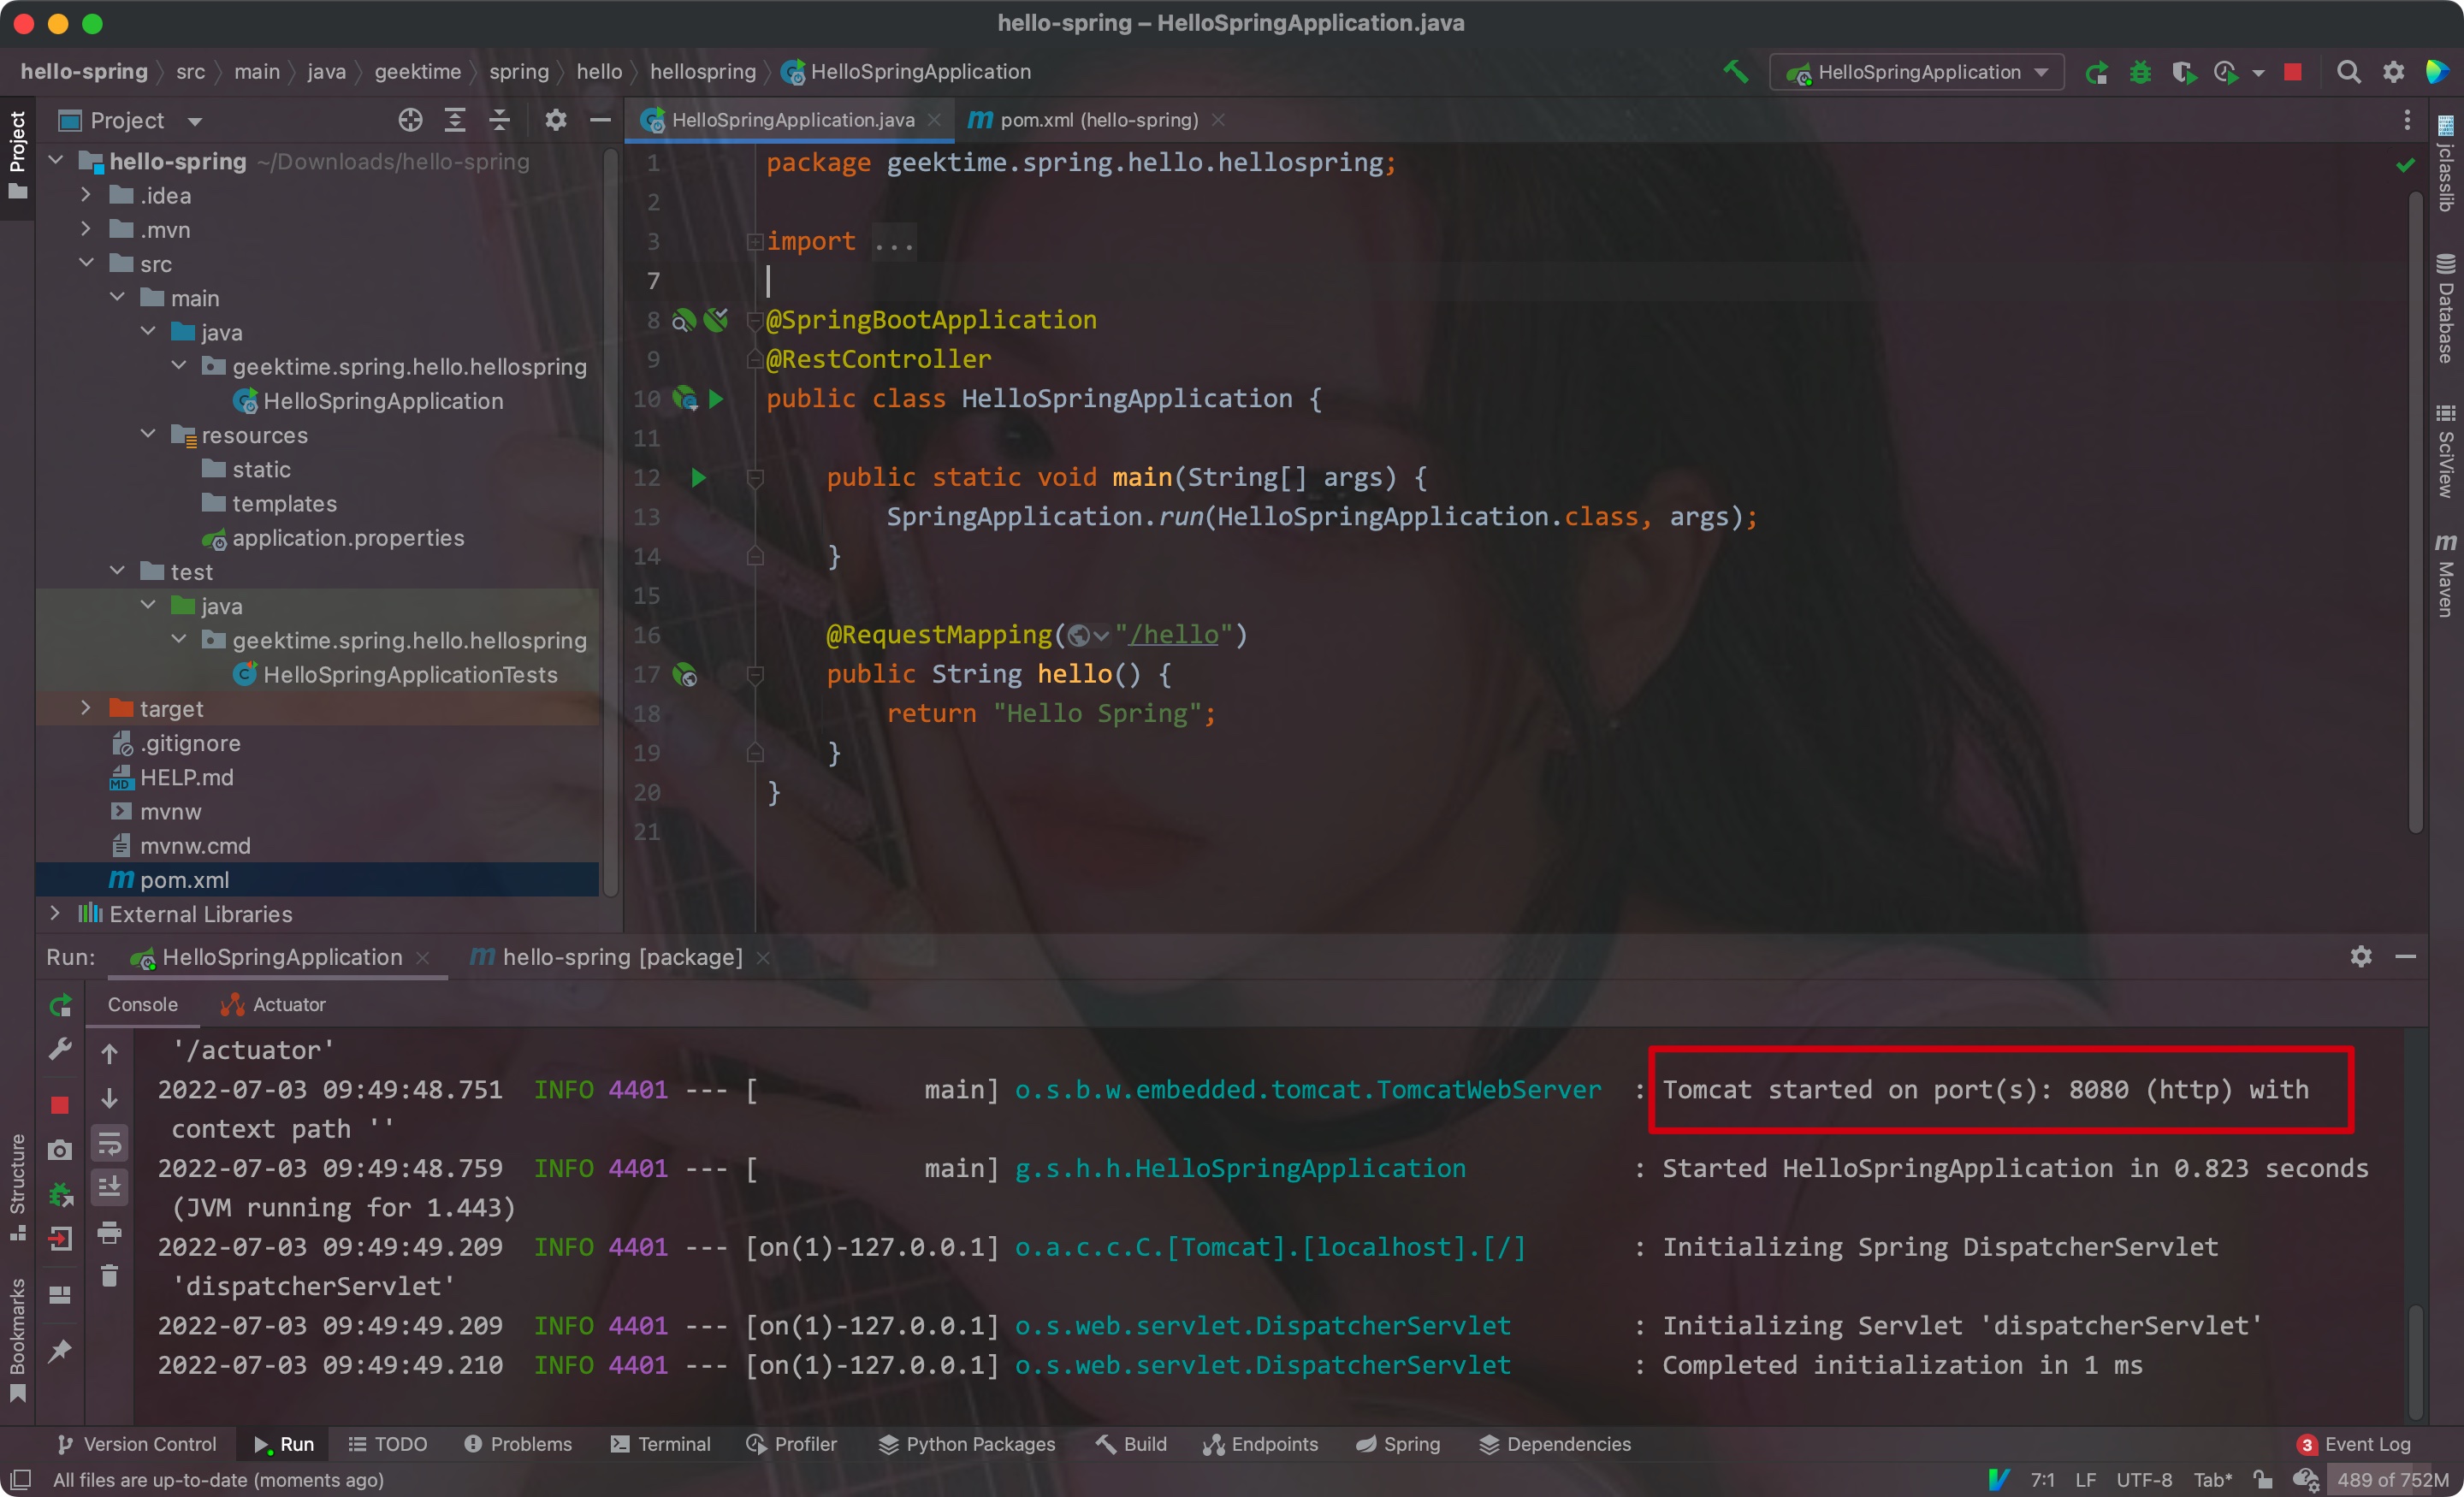 hello-spring – HelloSpringApplication.java
hello-spring src main java geektime spring hello hellospring HelloSpringApplication
HelloSpringApplication
Project
Project
hello-spring ~/Downloads/hello-spring
.idea
.mvn
src
main
java
geektime.spring.hello.hellospring
HelloSpringApplication
resources
static
templates
application.properties
test
java
geektime.spring.hello.hellospring
HelloSpringApplicationTests
target
.gitignore
HELP.md
mvnw
mvnw.cmd
pom.xml
External Libraries
HelloSpringApplication.java
pom.xml (hello-spring)
1 package geektime.spring.hello.hellospring;
2
3 import ...
7
8 @SpringBootApplication
9 @RestController
10 public class HelloSpringApplication {
11
12 public static void main(String[] args) {
13 SpringApplication.run(HelloSpringApplication.class, args);
14 }
15
16 @RequestMapping("/hello")
17 public String hello() {
18 return "Hello Spring";
19 }
20 }
21
jclasslib
Database
SciView
Maven
Run: HelloSpringApplication hello-spring [package]
Console Actuator
'/actuator'
2022-07-03 09:49:48.751 INFO 4401 --- [ main] o.s.b.w.embedded.tomcat.TomcatWebServer : Tomcat started on port(s): 8080 (http) with
context path ''
2022-07-03 09:49:48.759 INFO 4401 --- [ main] g.s.h.h.HelloSpringApplication : Started HelloSpringApplication in 0.823 seconds
(JVM running for 1.443)
2022-07-03 09:49:49.209 INFO 4401 --- [on(1)-127.0.0.1] o.a.c.c.C.[Tomcat].[localhost].[/] : Initializing Spring DispatcherServlet
'dispatcherServlet'
2022-07-03 09:49:49.209 INFO 4401 --- [on(1)-127.0.0.1] o.s.web.servlet.DispatcherServlet : Initializing Servlet 'dispatcherServlet'
2022-07-03 09:49:49.210 INFO 4401 --- [on(1)-127.0.0.1] o.s.web.servlet.DispatcherServlet : Completed initialization in 1 ms
Structure
Bookmarks
Version Control Run TODO Problems Terminal Profiler Python Packages Build Endpoints Spring Dependencies 3 Event Log
All files are up-to-date (moments ago) 7:1 LF UTF-8 Tab* 489 of 752M